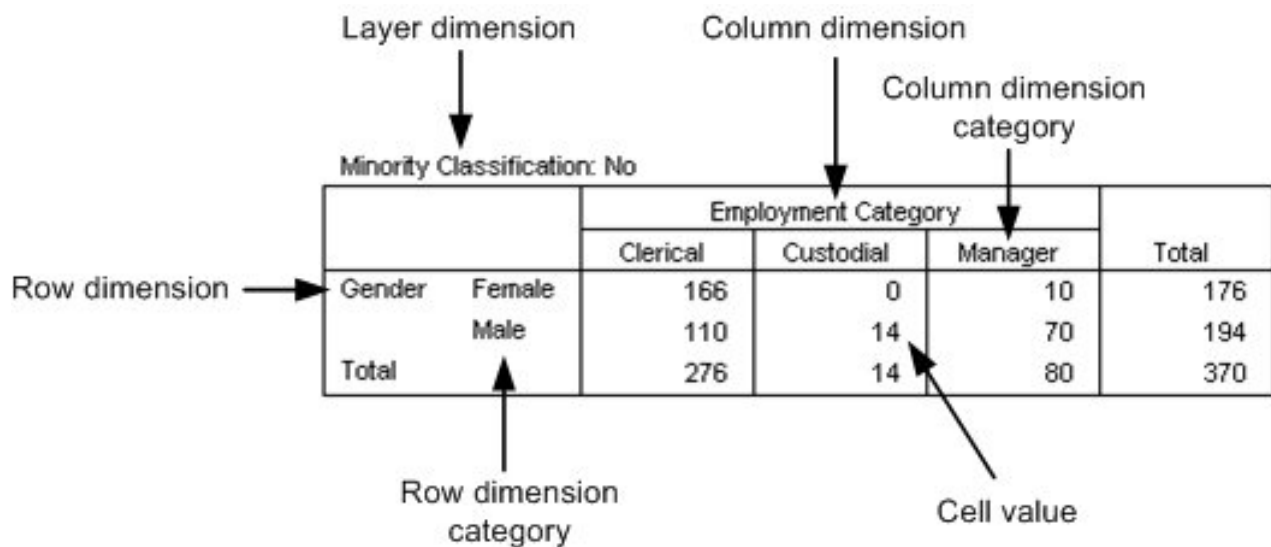 Layer dimension
Column dimension
Column dimension
category
Minority Classification: No
Employment Category
Clerical Custodial Manager Total
Row dimension
Gender Female 166 0 10 176
Male 110 14 70 194
Total 276 14 80 370
Row dimension
category
Cell value